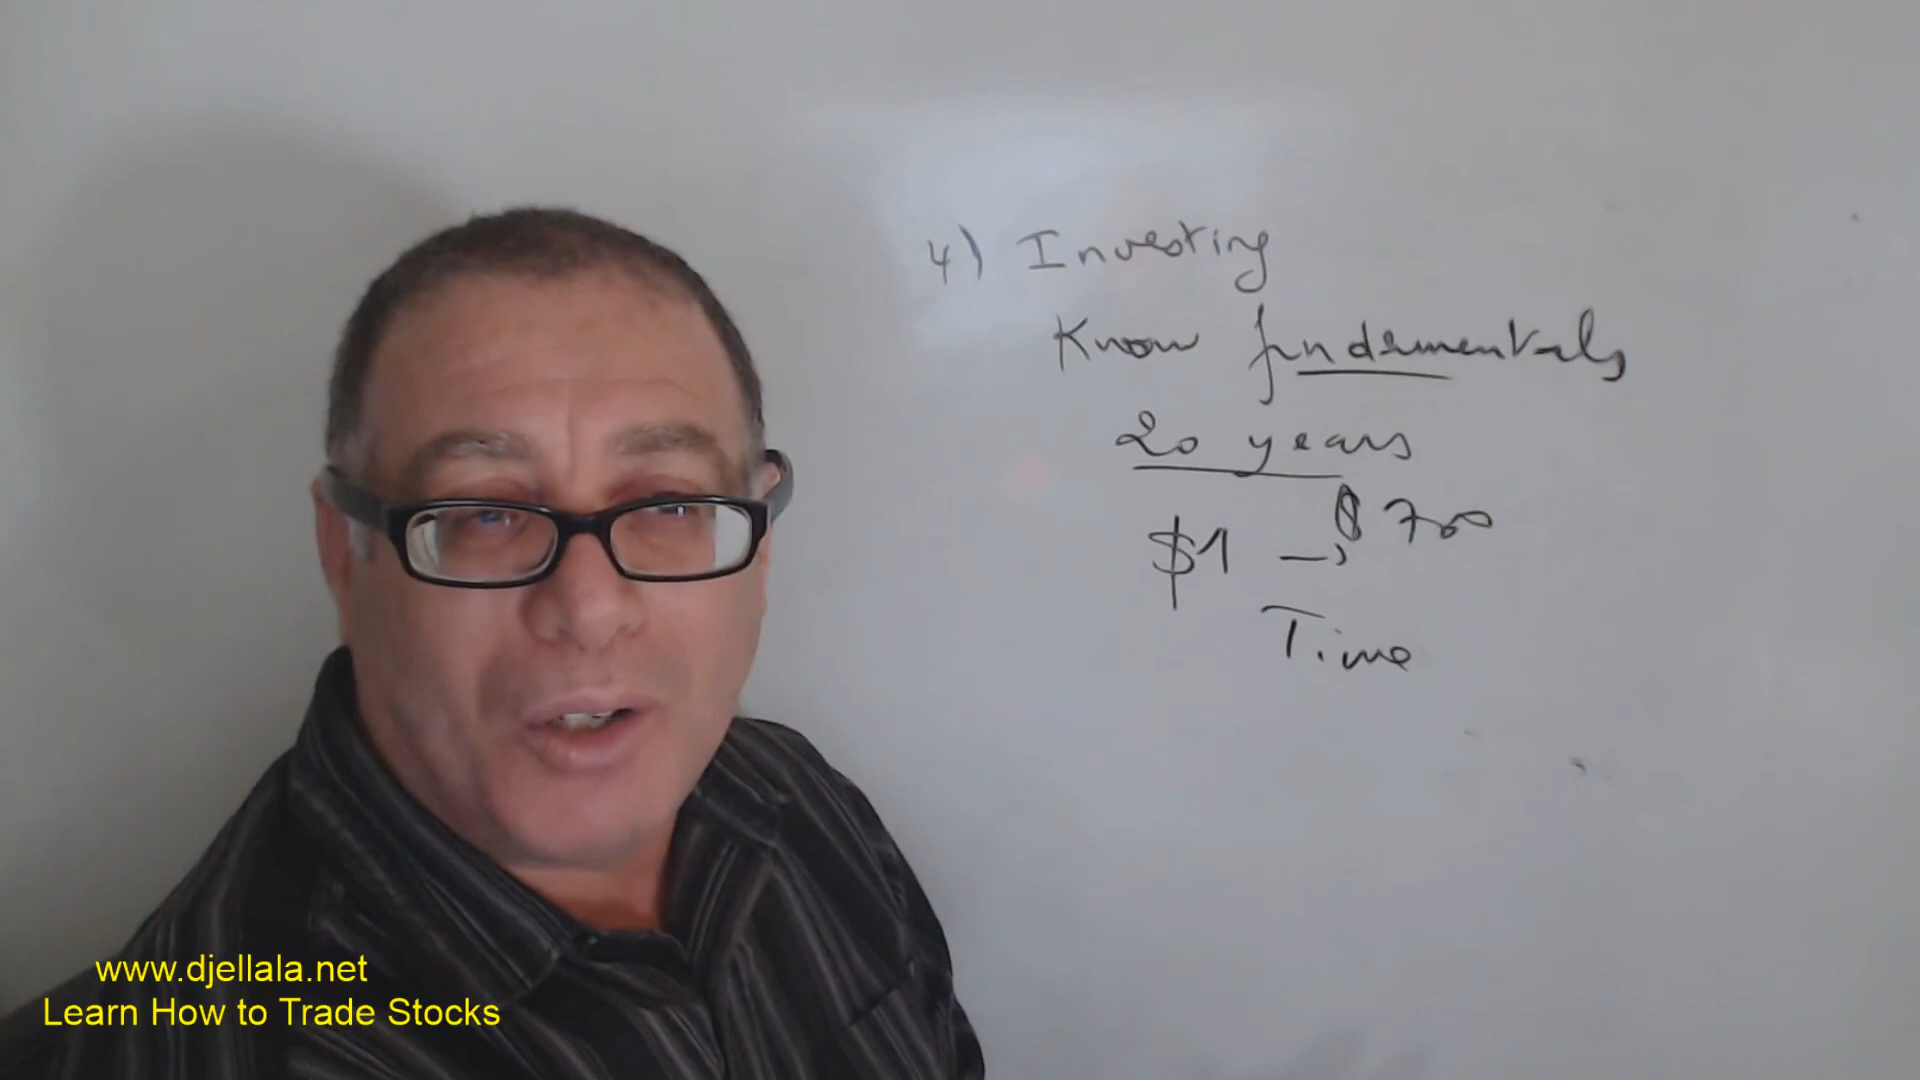 4) Investing
Know fundamentals
20 years
$1 → $700
Time
www.djellala.net
Learn How to Trade Stocks